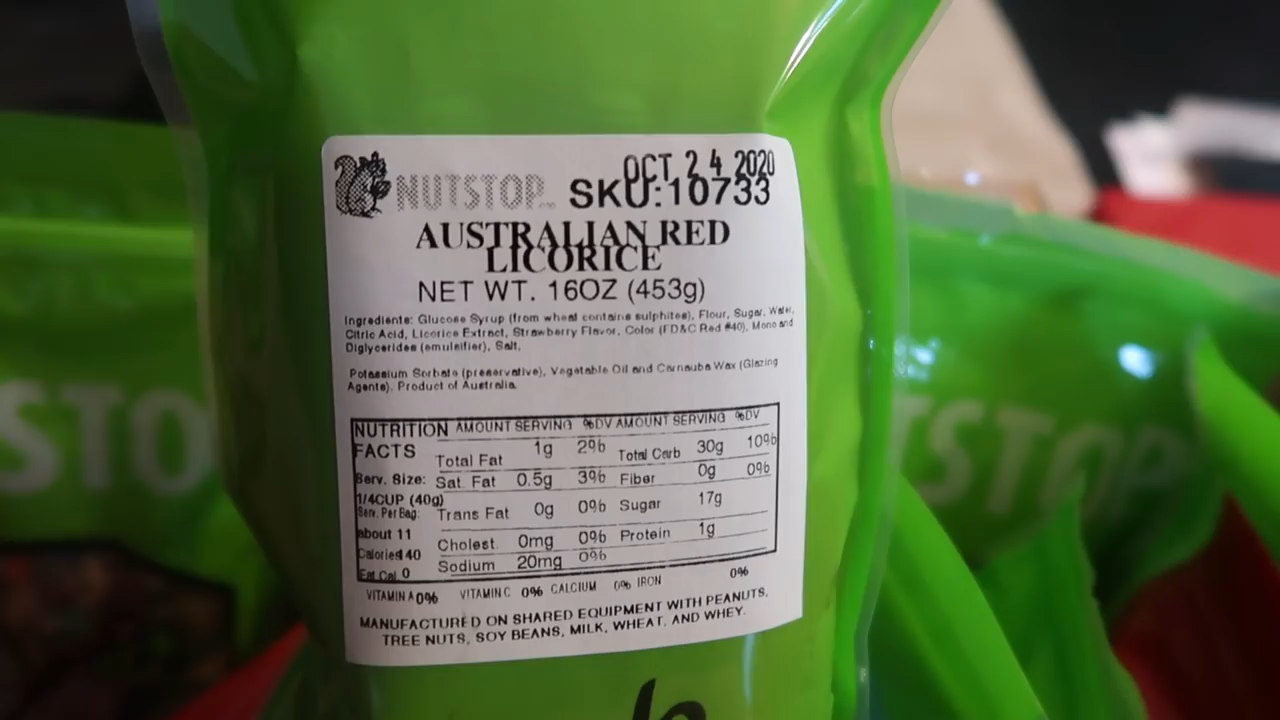 OCT 24 2020
NUTSTOP SKU:10733
AUSTRALIAN RED
LICORICE
NET WT. 16OZ (453g)
Ingredients: Glucose Syrup (from wheat contains sulphites), Flour, Sugar, Water,
Citric Acid, Licorice Extract, Strawberry Flavor, Color (FD&C Red #40), Mono and
Diglycerides (emulsifier), Salt,
Potassium Sorbate (preservative), Vegetable Oil and Carnauba Wax (Glazing
Agents). Product of Australia.
NUTRITION AMOUNT SERVING %DV AMOUNT SERVING %DV
FACTS Total Fat 1g 2% Total Carb 30g 10%
Serv. Size: Sat. Fat 0.5g 3% Fiber 0g 0%
1/4CUP (40g)
Serv. Per Bag: Trans Fat 0g 0% Sugar 17g
about 11 Cholest. 0mg 0% Protein 1g
Calories140 Sodium 20mg 0%
Fat Cal 0
VITAMIN A 0% VITAMIN C 0% CALCIUM 0% IRON 0%
MANUFACTURED ON SHARED EQUIPMENT WITH PEANUTS,
TREE NUTS, SOY BEANS, MILK, WHEAT, AND WHEY.
STO
TSTOP